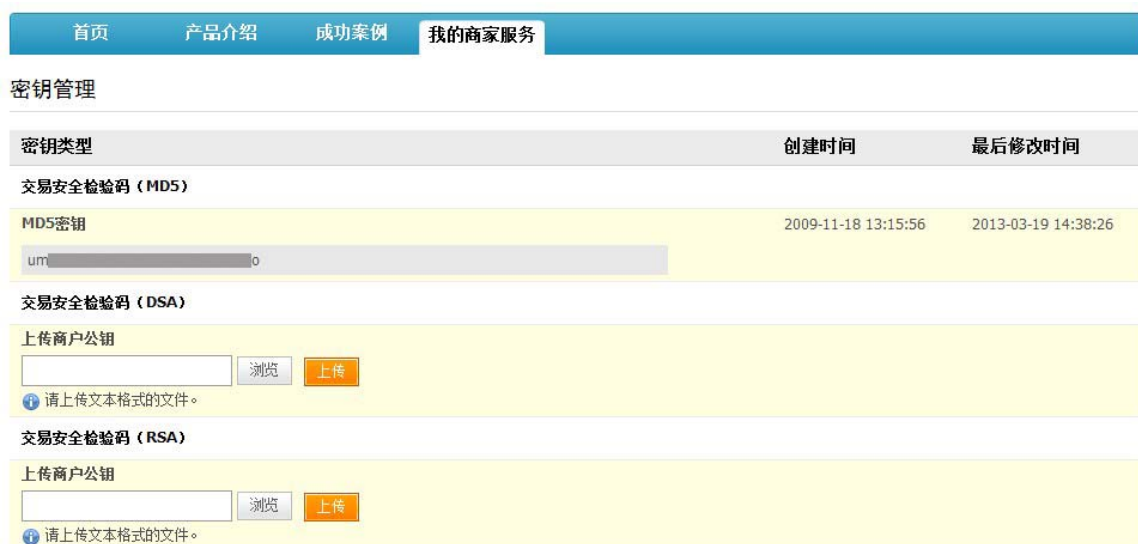 首页 产品介绍 成功案例 我的商家服务
密钥管理
密钥类型 创建时间 最后修改时间
交易安全检验码（MD5）
MD5密钥 2009-11-18 13:15:56 2013-03-19 14:38:26
um o
交易安全检验码（DSA）
上传商户公钥
浏览 上传
请上传文本格式的文件。
交易安全检验码（RSA）
上传商户公钥
浏览 上传
请上传文本格式的文件。